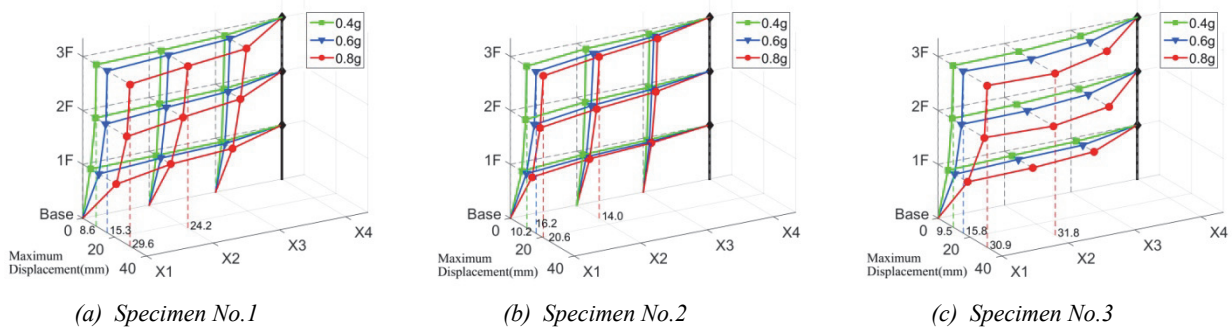 0.4g
0.6g
0.8g
3F
2F
1F
Base
0
8.6
15.3
29.6
24.2
20
40
Maximum
Displacement(mm)
X1
X2
X3
X4
(a) Specimen No.1
0.4g
0.6g
0.8g
3F
2F
1F
Base
0
10.2
16.2
20.6
14.0
20
40
Maximum
Displacement(mm)
X1
X2
X3
X4
(b) Specimen No.2
0.4g
0.6g
0.8g
3F
2F
1F
Base
0
9.5
15.8
30.9
31.8
20
40
Maximum
Displacement(mm)
X1
X2
X3
X4
(c) Specimen No.3